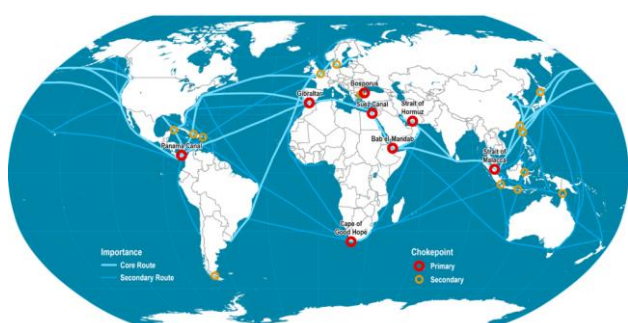 Bosporus
Gibraltar
Suez Canal
Strait of
Hormuz
Bab el Mandab
Panama Canal
Strait of
Malacca
Cape of
Good Hope
Importance
Core Route
Secondary Route
Chokepoint
Primary
Secondary